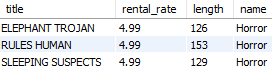 title rental_rate length name
ELEPHANT TROJAN 4.99 126 Horror
RULES HUMAN 4.99 153 Horror
SLEEPING SUSPECTS 4.99 129 Horror